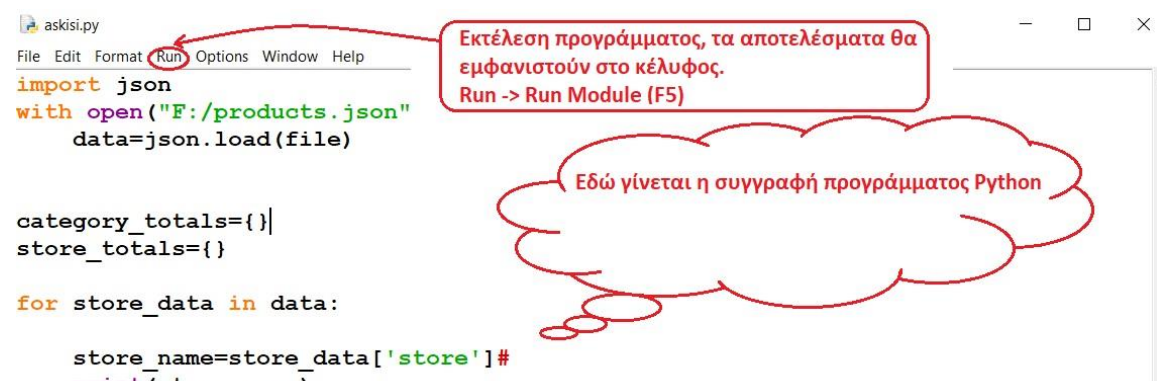 askisi.py
File Edit Format Run Options Window Help
Εκτέλεση προγράμματος, τα αποτελέσματα θα
εμφανιστούν στο κέλυφος.
Run -> Run Module (F5)
import json
with open("F:/products.json"
data=json.load(file)
Εδώ γίνεται η συγγραφή προγράμματος Python
category_totals={}
store_totals={}
for store_data in data:
store_name=store_data['store']#